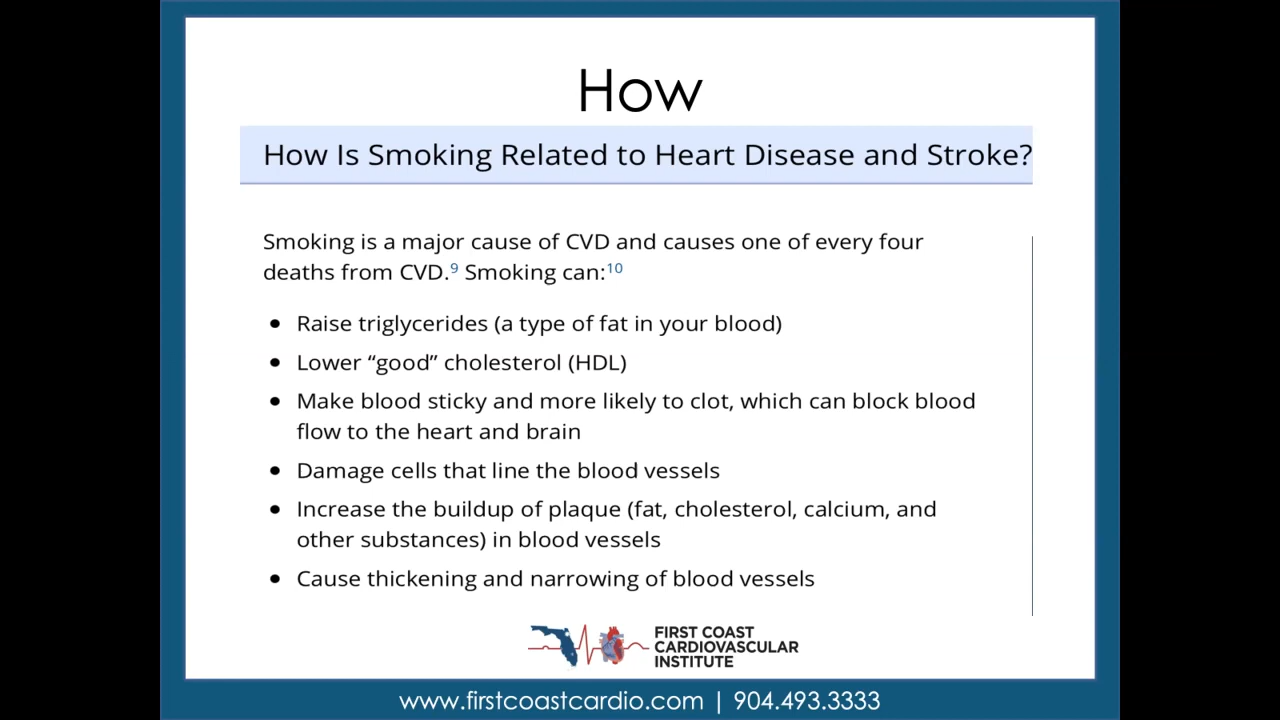 How
How Is Smoking Related to Heart Disease and Stroke?
Smoking is a major cause of CVD and causes one of every four
deaths from CVD.9 Smoking can:10
• Raise triglycerides (a type of fat in your blood)
• Lower “good” cholesterol (HDL)
• Make blood sticky and more likely to clot, which can block blood
flow to the heart and brain
• Damage cells that line the blood vessels
• Increase the buildup of plaque (fat, cholesterol, calcium, and
other substances) in blood vessels
• Cause thickening and narrowing of blood vessels
FIRST COAST
CARDIOVASCULAR
INSTITUTE
www.firstcoastcardio.com | 904.493.3333